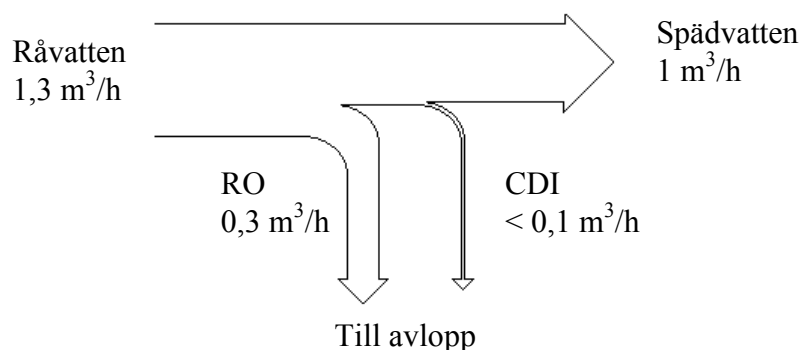 Råvatten
1,3 m³/h
Spädvatten
1 m³/h
RO
0,3 m³/h
CDI
< 0,1 m³/h
Till avlopp